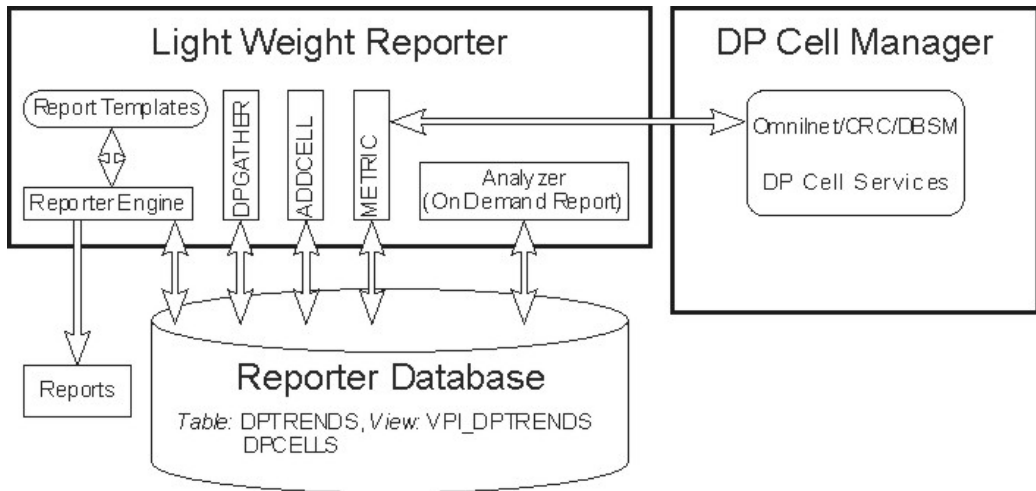 Light Weight Reporter
DP Cell Manager
Report Templates
Reporter Engine
DPGATHER
ADDCELL
METRIC
Analyzer
(On Demand Report)
Omnilnet/CRC/DBSM
DP Cell Services
Reports
Reporter Database
Table: DPTRENDS, View: VPI_DPTRENDS
DPCELLS